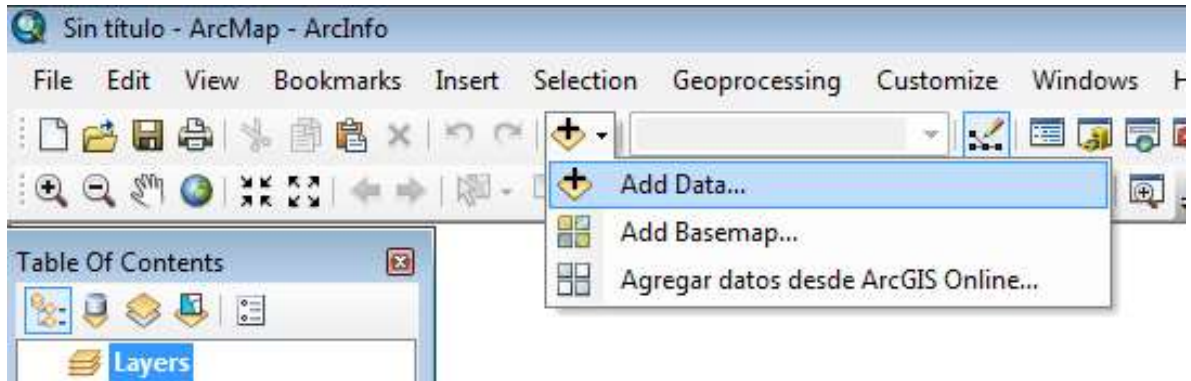 Sin título - ArcMap - ArcInfo
File Edit View Bookmarks Insert Selection Geoprocessing Customize Windows H
Add Data...
Add Basemap...
Agregar datos desde ArcGIS Online...
Table Of Contents
Layers